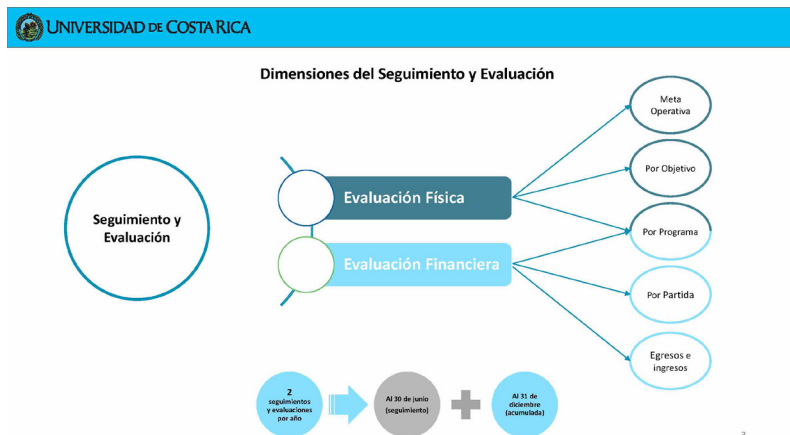 UNIVERSIDAD DE COSTA RICA
Dimensiones del Seguimiento y Evaluación
Seguimiento y
Evaluación
Evaluación Física
Evaluación Financiera
Meta
Operativa
Por Objetivo
Por Programa
Por Partida
Egresos e
ingresos
2
seguimientos
y evaluaciones
por año
Al 30 de junio
(seguimiento)
Al 31 de
diciembre
(acumulada)